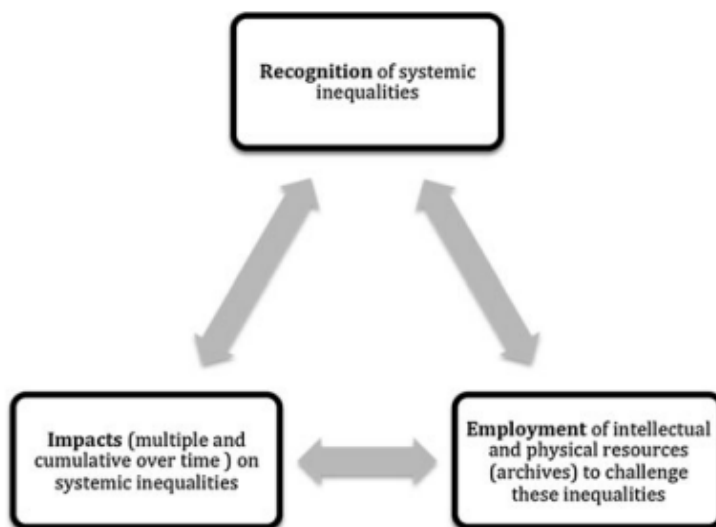 Recognition of systemic
inequalities
Impacts (multiple and
cumulative over time ) on
systemic inequalities
Employment of intellectual
and physical resources
(archives) to challenge
these inequalities